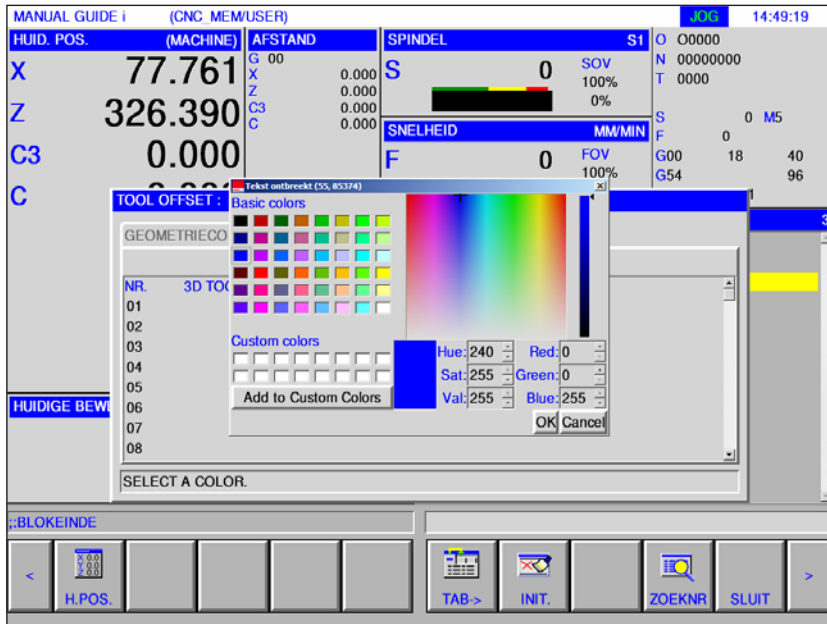 MANUAL GUIDE i (CNC_MEM/USER) JOG 14:49:19
HUID. POS. (MACHINE) AFSTAND SPINDEL S1 O O0000
N 00000000
T 0000
X 77.761
Z 326.390
C3 0.000
C
G 00
X 0.000
Z 0.000
C3 0.000
C 0.000
S 0 SOV
100%
0%
S 0 M5
F 0
SNELHEID MM/MIN
F 0 FOV
100%
G00 18 40
G54 96
Tekst ontbreekt (55, 85374)
TOOL OFFSET :
Basic colors
GEOMETRIECO
NR. 3D TOO
01
02
03
04
05
06
07
08
Custom colors
Hue: 240 Red: 0
Sat: 255 Green: 0
Val: 255 Blue: 255
Add to Custom Colors
OK Cancel
HUIDIGE BEW
SELECT A COLOR.
;:BLOKEINDE
< H.POS. TAB-> INIT. ZOEKNR SLUIT >